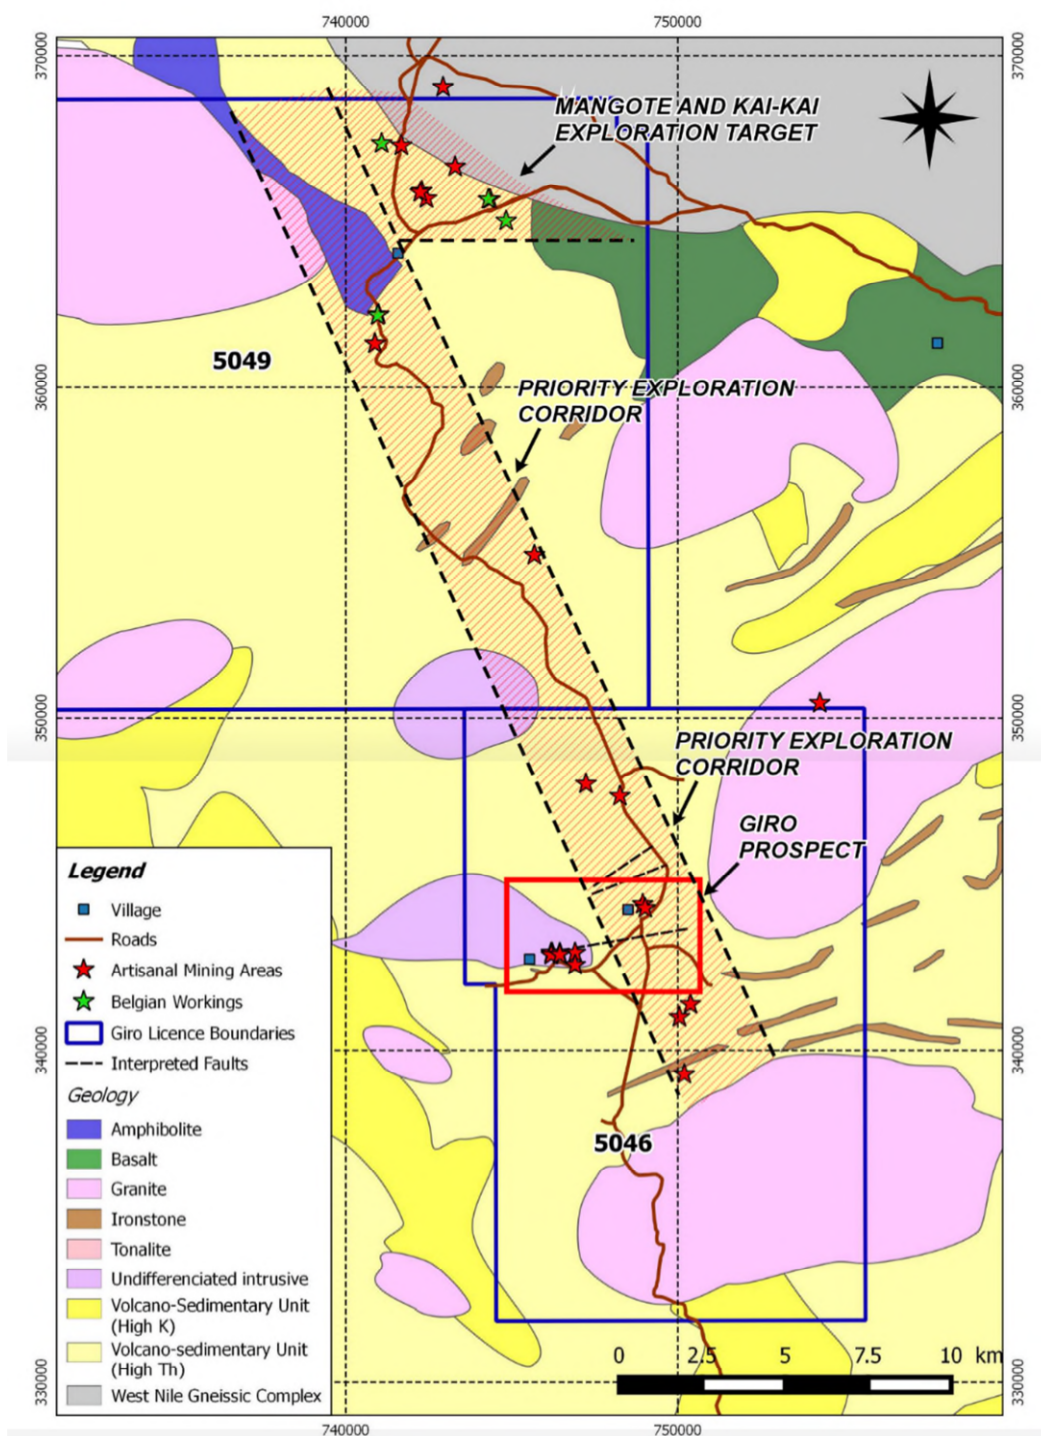 740000
750000
370000
370000
MANGOTE AND KAI-KAI
EXPLORATION TARGET
5049
360000
360000
PRIORITY EXPLORATION
CORRIDOR
350000
350000
PRIORITY EXPLORATION
CORRIDOR
GIRO
PROSPECT
Legend
Village
Roads
Artisanal Mining Areas
Belgian Workings
Giro Licence Boundaries
Interpreted Faults
Geology
Amphibolite
Basalt
Granite
Ironstone
Tonalite
Undifferenciated intrusive
Volcano-Sedimentary Unit
(High K)
Volcano-sedimentary Unit
(High Th)
West Nile Gneissic Complex
340000
340000
5046
0 2.5 5 7.5 10 km
330000
330000
740000
750000